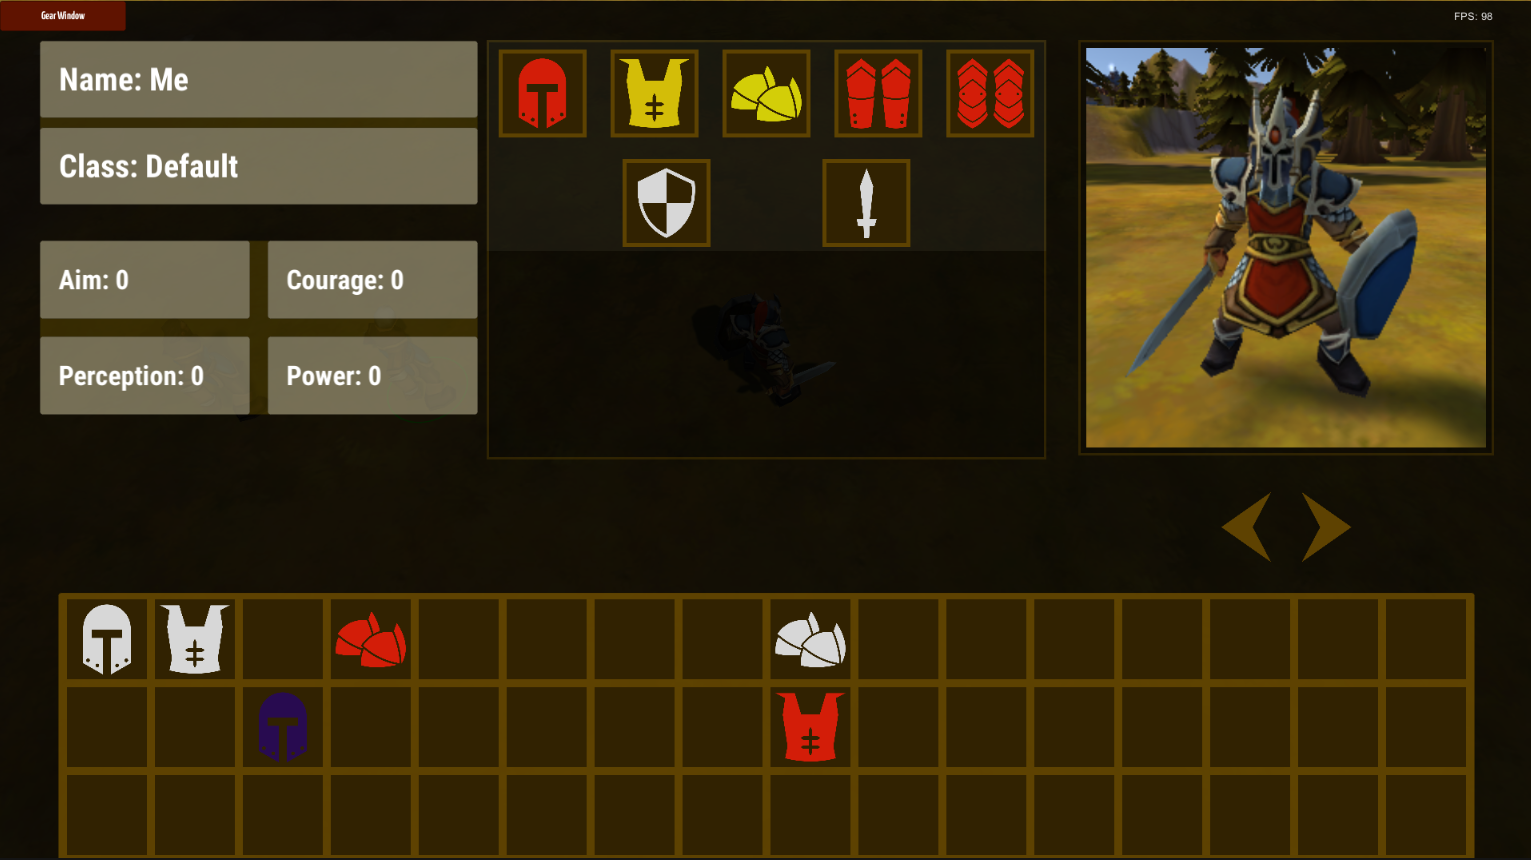 Gear Window
FPS: 98
Name: Me
Class: Default
Aim: 0
Courage: 0
Perception: 0
Power: 0